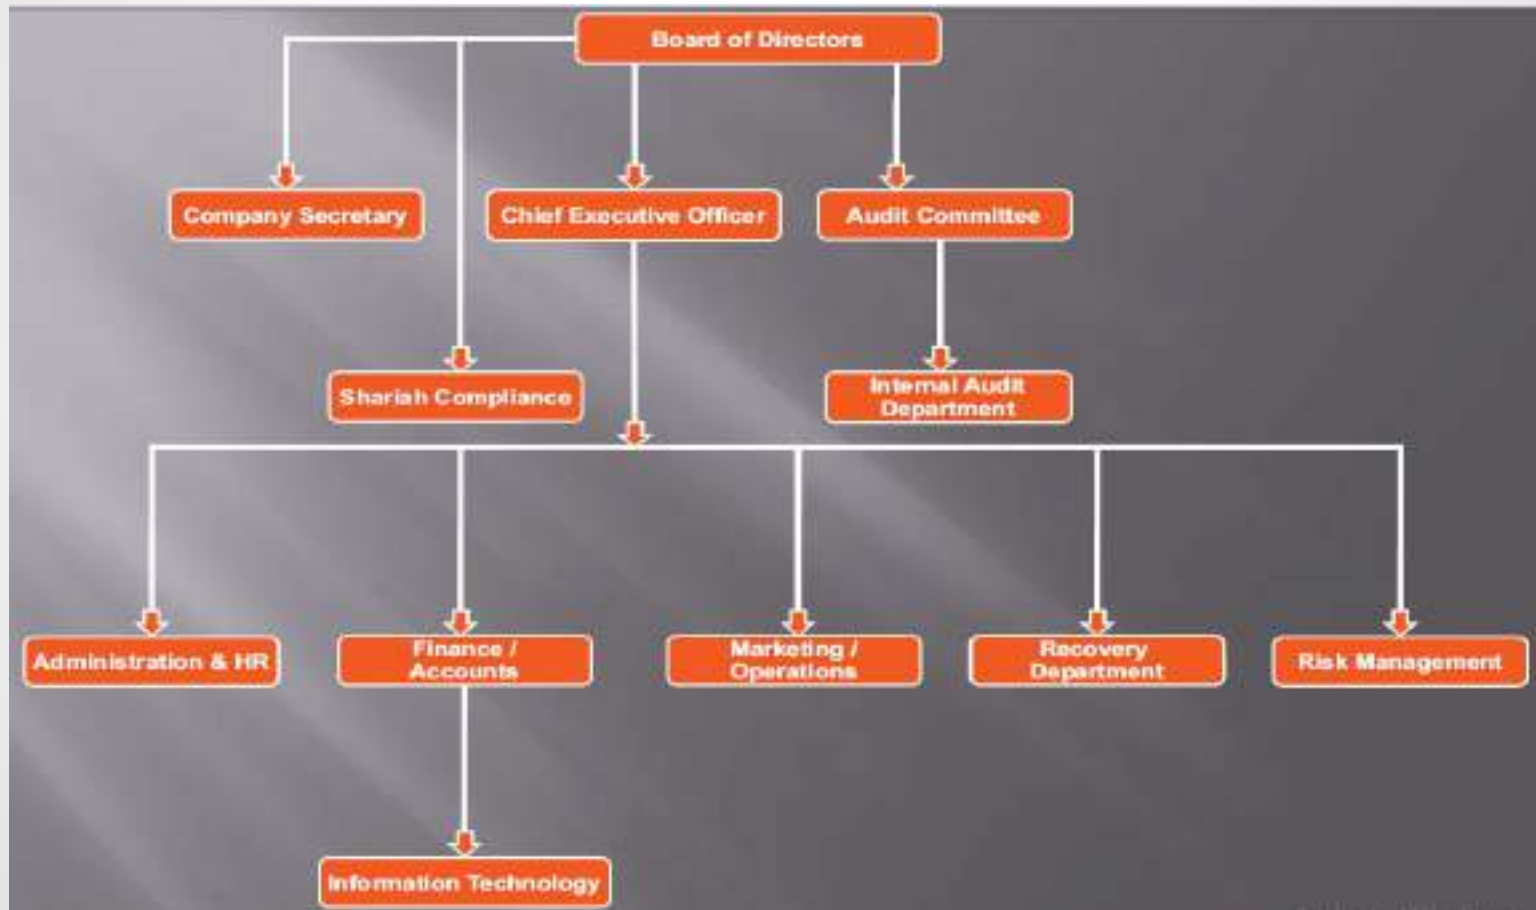 Board of Directors
Company Secretary
Chief Executive Officer
Audit Committee
Shariah Compliance
Internal Audit
Department
Administration & HR
Finance /
Accounts
Marketing /
Operations
Recovery
Department
Risk Management
Information Technology